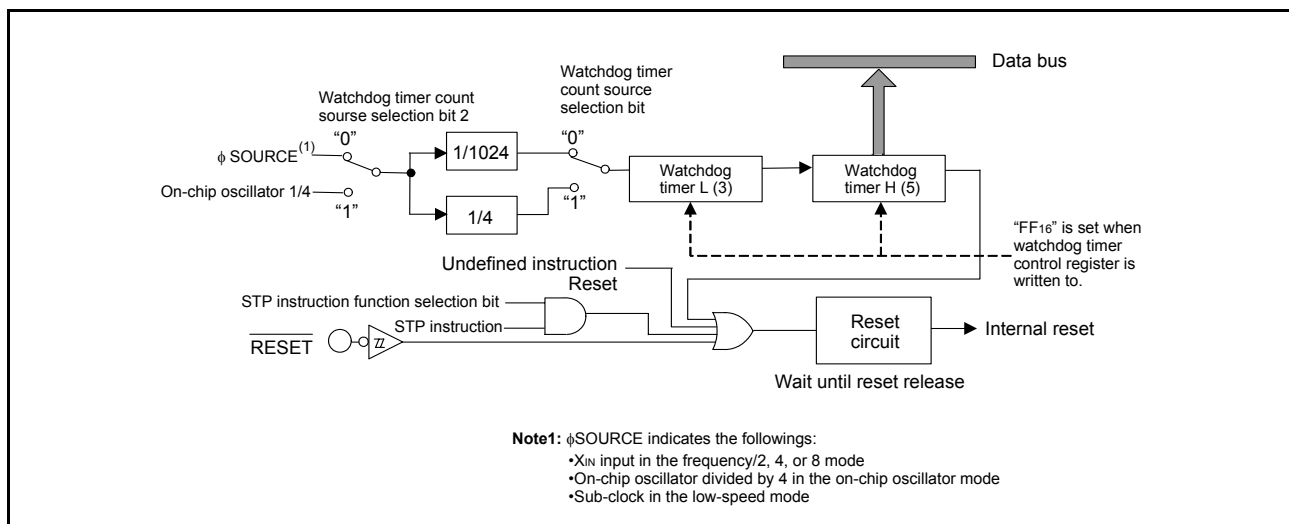 Data bus
Watchdog timer
count source
selection bit
Watchdog timer count
sourse selection bit 2
“0”
“0”
ϕ SOURCE(1)
1/1024
Watchdog
timer L (3)
Watchdog
timer H (5)
On-chip oscillator 1/4
“1”
1/4
“1”
“FF16” is set when
watchdog timer
control register is
written to.
Undefined instruction
Reset
STP instruction function selection bit
STP instruction
RESET
Reset
circuit
Internal reset
Wait until reset release
Note1: ϕSOURCE indicates the followings:
•XIN input in the frequency/2, 4, or 8 mode
•On-chip oscillator divided by 4 in the on-chip oscillator mode
•Sub-clock in the low-speed mode